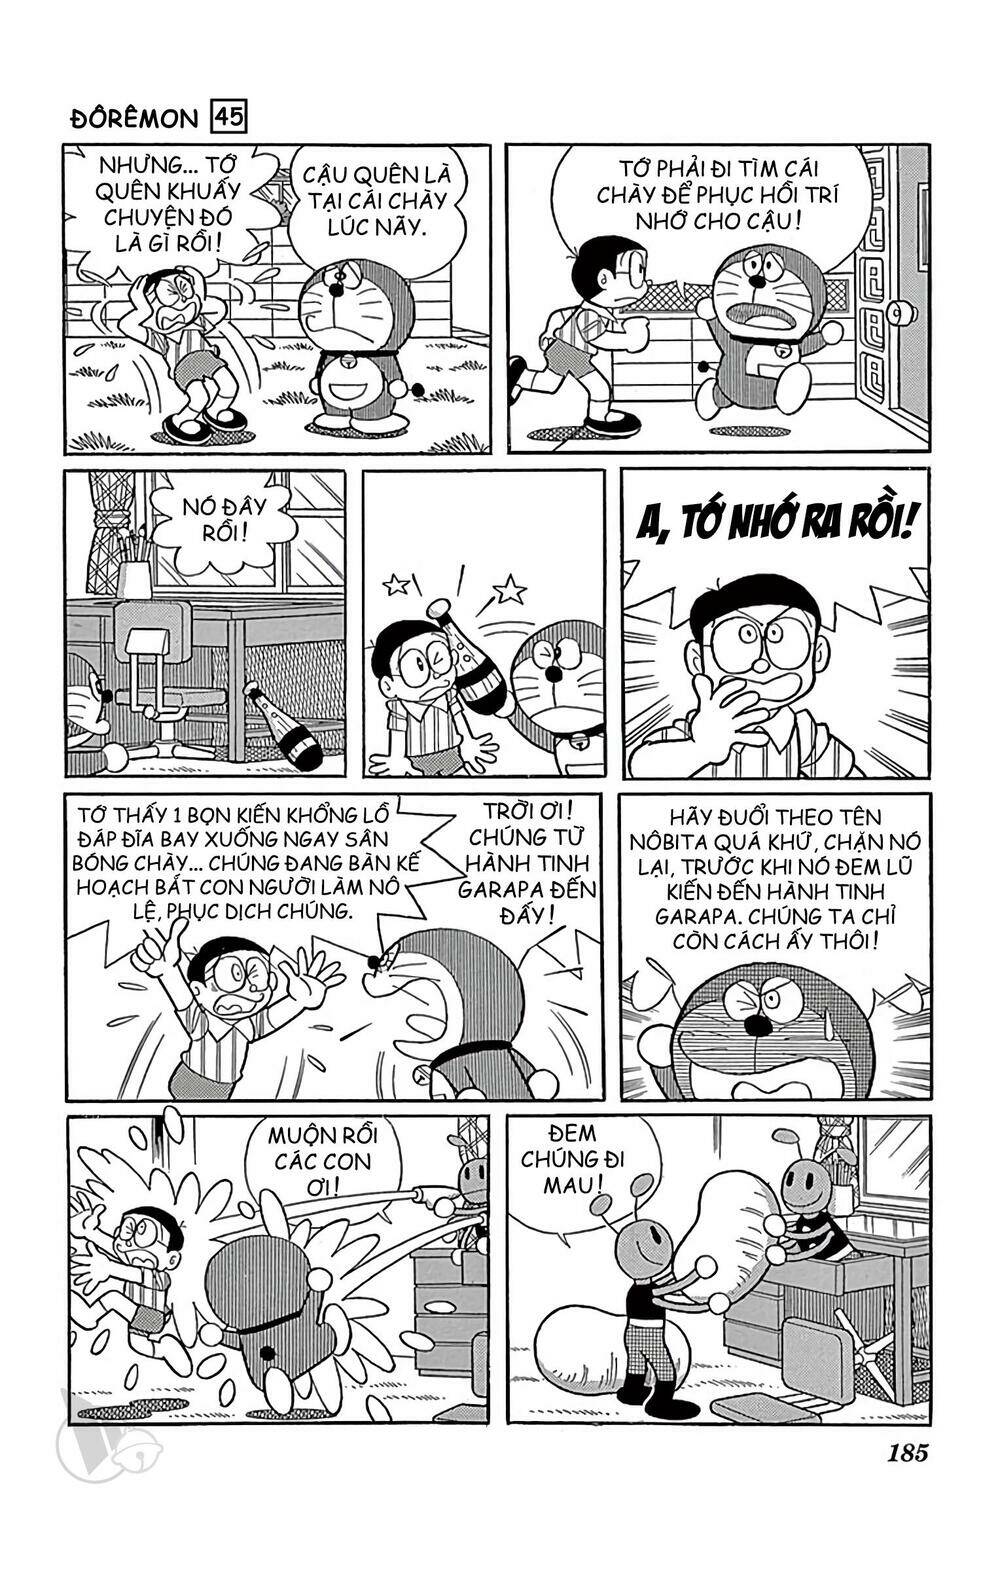 ĐÔRÊMON 45
NHƯNG... TỚ
QUÊN KHUẤY
CHUYỆN ĐÓ
LÀ GÌ RỒI!
CẬU QUÊN LÀ
TẠI CÁI CHÀY
LÚC NÃY.
TỚ PHẢI ĐI TÌM CÁI
CHÀY ĐỂ PHỤC HỒI TRÍ
NHỚ CHO CẬU!
NÓ ĐÂY
RỒI!
A, TỚ NHỚ RA RỒI!
TỚ THẤY 1 BỌN KIẾN KHỔNG LỒ
ĐÁP ĐĨA BAY XUỐNG NGAY SÂN
BÓNG CHÀY... CHÚNG ĐANG BÀN KẾ
HOẠCH BẮT CON NGƯỜI LÀM NÔ
LỆ, PHỤC DỊCH CHÚNG.
TRỜI ƠI!
CHÚNG TỪ
HÀNH TINH
GARAPA ĐẾN
ĐẤY!
HÃY ĐUỔI THEO TÊN
NÔBITA QUÁ KHỨ, CHẶN NÓ
LẠI, TRƯỚC KHI NÓ ĐEM LŨ
KIẾN ĐẾN HÀNH TINH
GARAPA. CHÚNG TA CHỈ
CÒN CÁCH ẤY THÔI!
MUỘN RỒI
CÁC CON
ƠI!
ĐEM
CHÚNG ĐI
MAU!
185